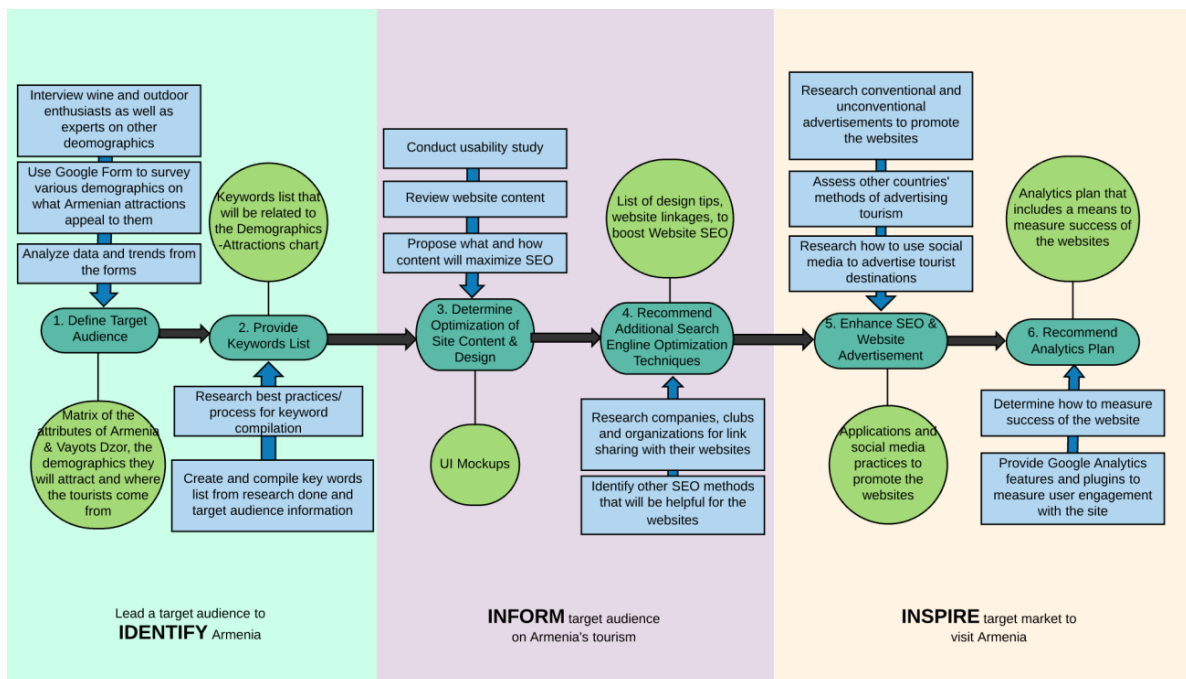 Interview wine and outdoor
enthusiasts as well as
experts on other
deomographics
Use Google Form to survey
various demographics on
what Armenian attractions
appeal to them
Analyze data and trends from
the forms
1. Define Target
Audience
Matrix of the
attributes of Armenia
& Vayots Dzor, the
demographics they
will attract and where
the tourists come
from
Keywords list that
will be related to
the Demographics
-Attractions chart
2. Provide
Keywords List
Research best practices/
process for keyword
compilation
Create and compile key words
list from research done and
target audience information
Lead a target audience to
IDENTIFY Armenia
Conduct usability study
Review website content
Propose what and how
content will maximize SEO
3. Determine
Optimization of
Site Content &
Design
UI Mockups
List of design tips,
website linkages, to
boost Website SEO
4. Recommend
Additional Search
Engline Optimization
Techniques
Research companies, clubs
and organizations for link
sharing with their websites
Identify other SEO methods
that will be helpful for the
websites
INFORM target audience
on Armenia's tourism
Research conventional and
unconventional
advertisements to promote
the websites
Assess other countries'
methods of advertising
tourism
Research how to use social
media to advertise tourist
destinations
5. Enhance SEO &
Website
Advertisement
Applications and
social media
practices to
promote the
websites
Analytics plan that
includes a means to
measure success of
the websites
6. Recommend
Analytics Plan
Determine how to measure
success of the website
Provide Google Analytics
features and plugins to
measure user engagement
with the site
INSPIRE target market to
visit Armenia